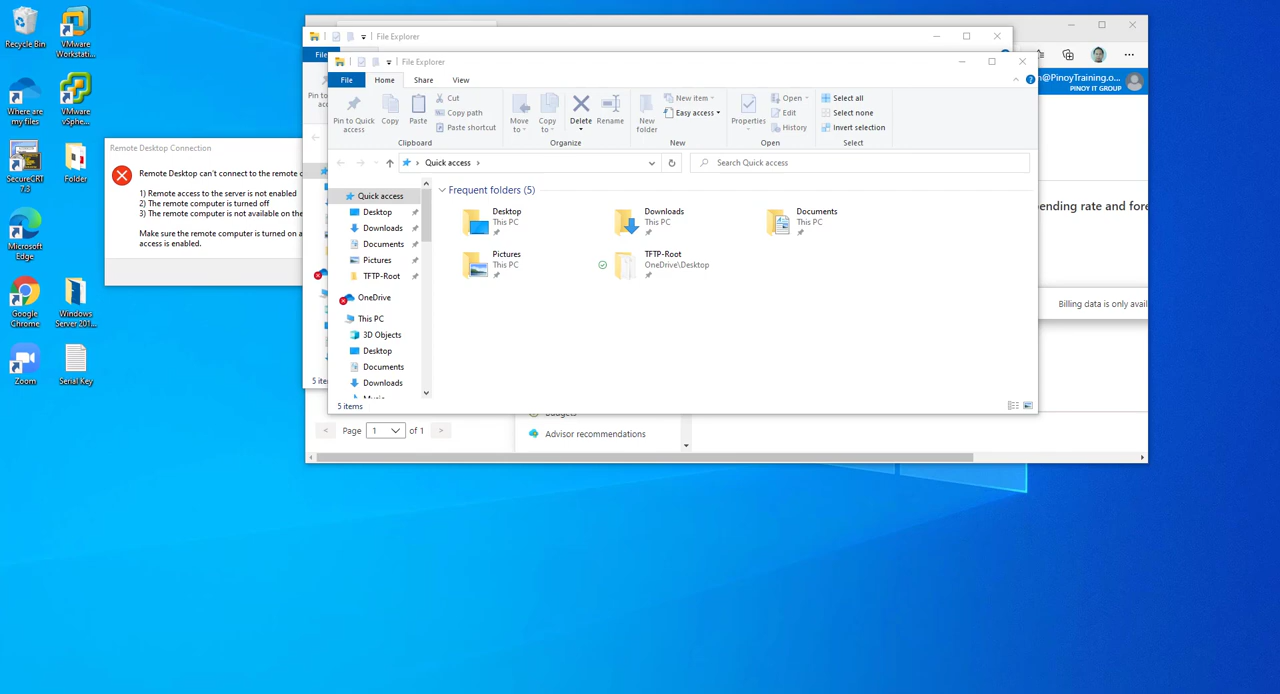 Recycle Bin
VMware Workstati...
Where are my files
VMware vSphe...
SecureCRT 7.3
Folder
Microsoft Edge
Google Chrome
Windows Server 201...
Zoom
Serial Key
Remote Desktop Connection
Remote Desktop can't connect to the remote c
1) Remote access to the server is not enabled
2) The remote computer is turned off
3) The remote computer is not available on the
Make sure the remote computer is turned on a
access is enabled.
File Explorer
File
Pin to
acc
5 ite
File Explorer
File
Home
Share
View
Pin to Quick access
Copy
Paste
Cut
Copy path
Paste shortcut
Clipboard
Move to
Copy to
Delete
Rename
Organize
New folder
New item
Easy access
New
Properties
Open
Edit
History
Open
Select all
Select none
Invert selection
Select
Quick access
Search Quick access
Quick access
Desktop
Downloads
Documents
Pictures
TFTP-Root
OneDrive
This PC
3D Objects
Desktop
Documents
Downloads
Frequent folders (5)
Desktop
This PC
Downloads
This PC
Documents
This PC
Pictures
This PC
TFTP-Root
OneDrive\Desktop
5 items
n@PinoyTraining.o...
PINOY IT GROUP
ending rate and fore
Billing data is only avail
Page 1 of 1
Advisor recommendations